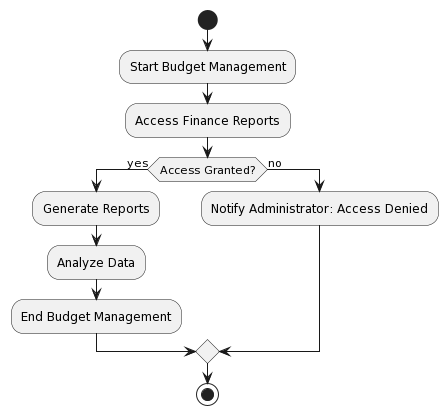 Start Budget Management
Access Finance Reports
yes
Access Granted?
no
Generate Reports
Notify Administrator: Access Denied
Analyze Data
End Budget Management